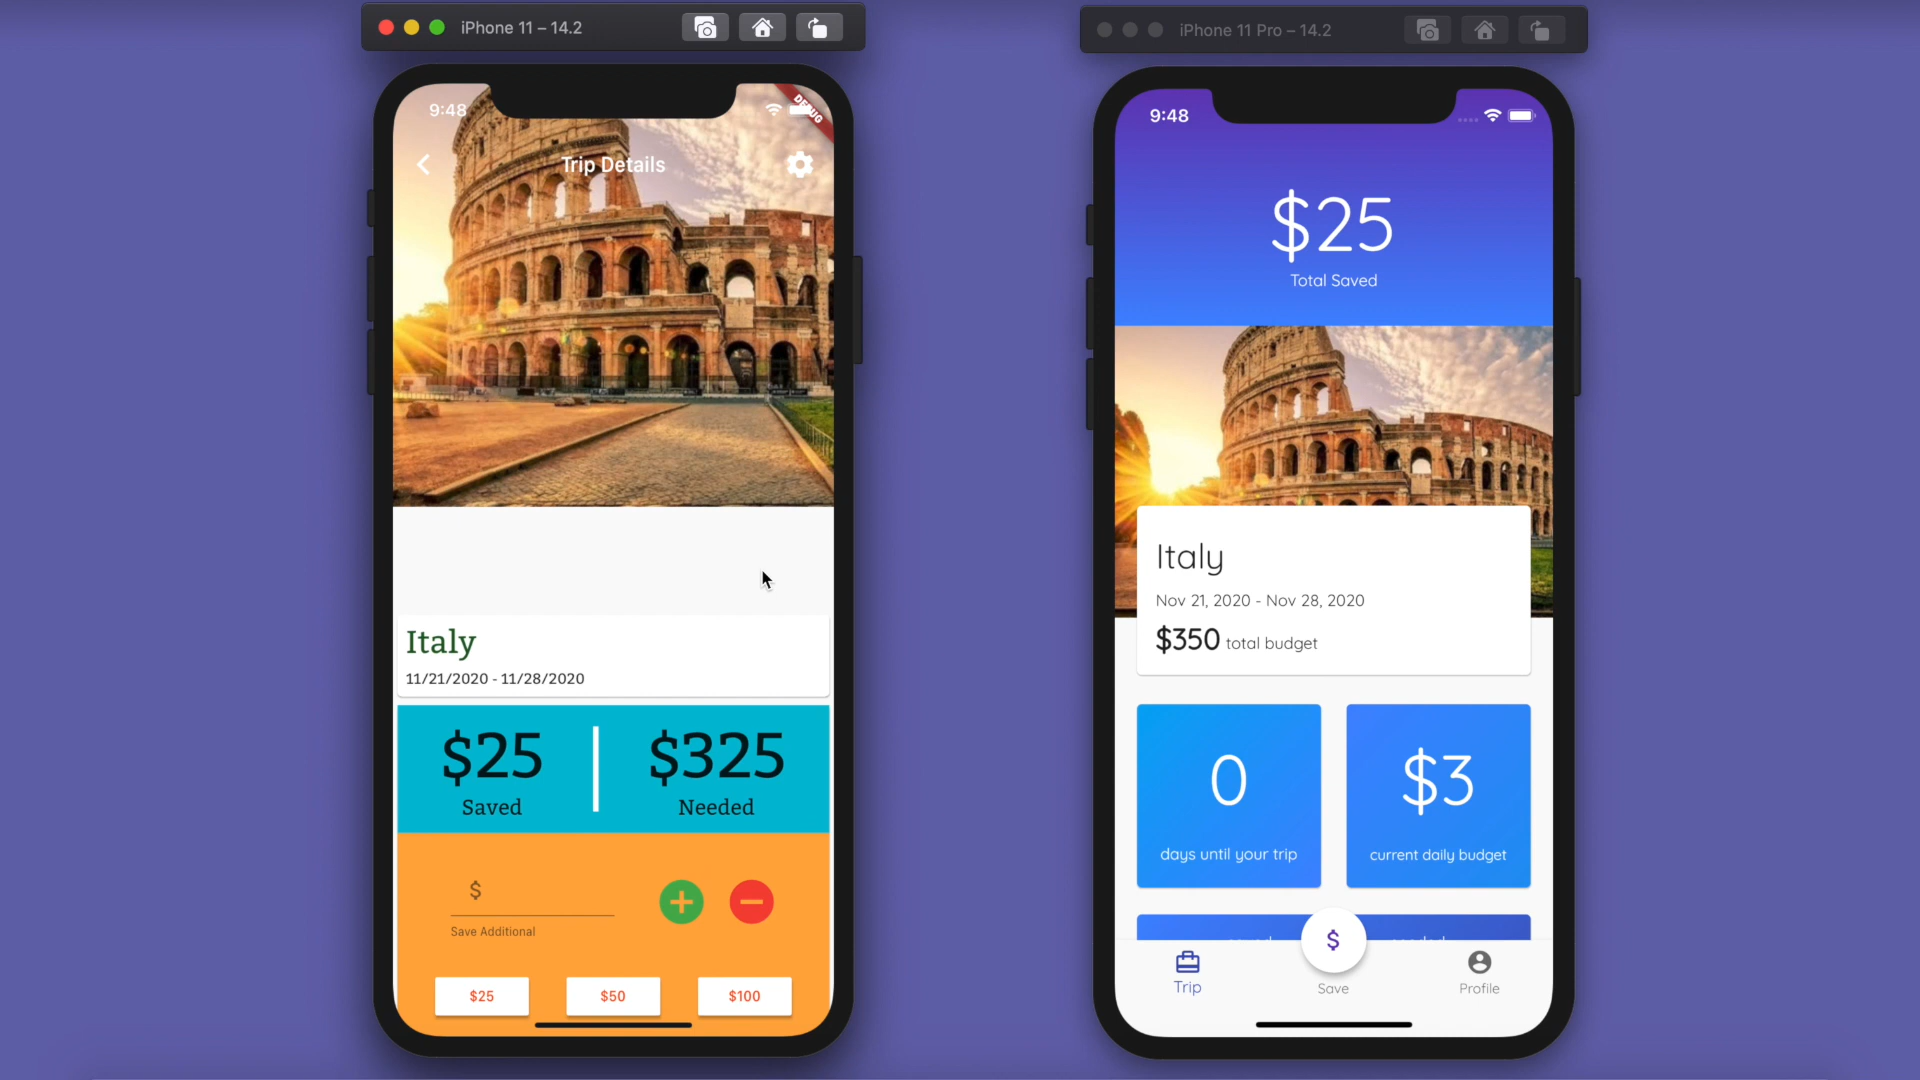 iPhone 11 – 14.2
9:48
DEBUG
Trip Details
Italy
11/21/2020 - 11/28/2020
$25
Saved
$325
Needed
$
Save Additional
$25
$50
$100
iPhone 11 Pro – 14.2
9:48
$25
Total Saved
Italy
Nov 21, 2020 - Nov 28, 2020
$350 total budget
0
days until your trip
$3
current daily budget
$
Trip
Save
Profile